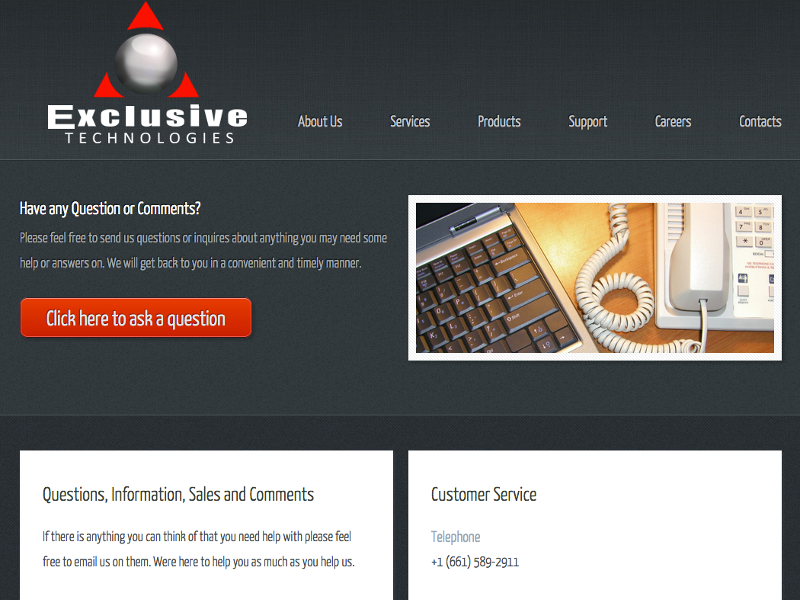 Exclusive
TECHNOLOGIES
About Us
Services
Products
Support
Careers
Contacts
Have any Question or Comments?
Please feel free to send us questions or inquires about anything you may need some
help or answers on. We will get back to you in a convenient and timely manner.
Click here to ask a question
Questions, Information, Sales and Comments
If there is anything you can think of that you need help with please feel
free to email us on them. Were here to help you as much as you help us.
Customer Service
Telephone
+1 (661) 589-2911